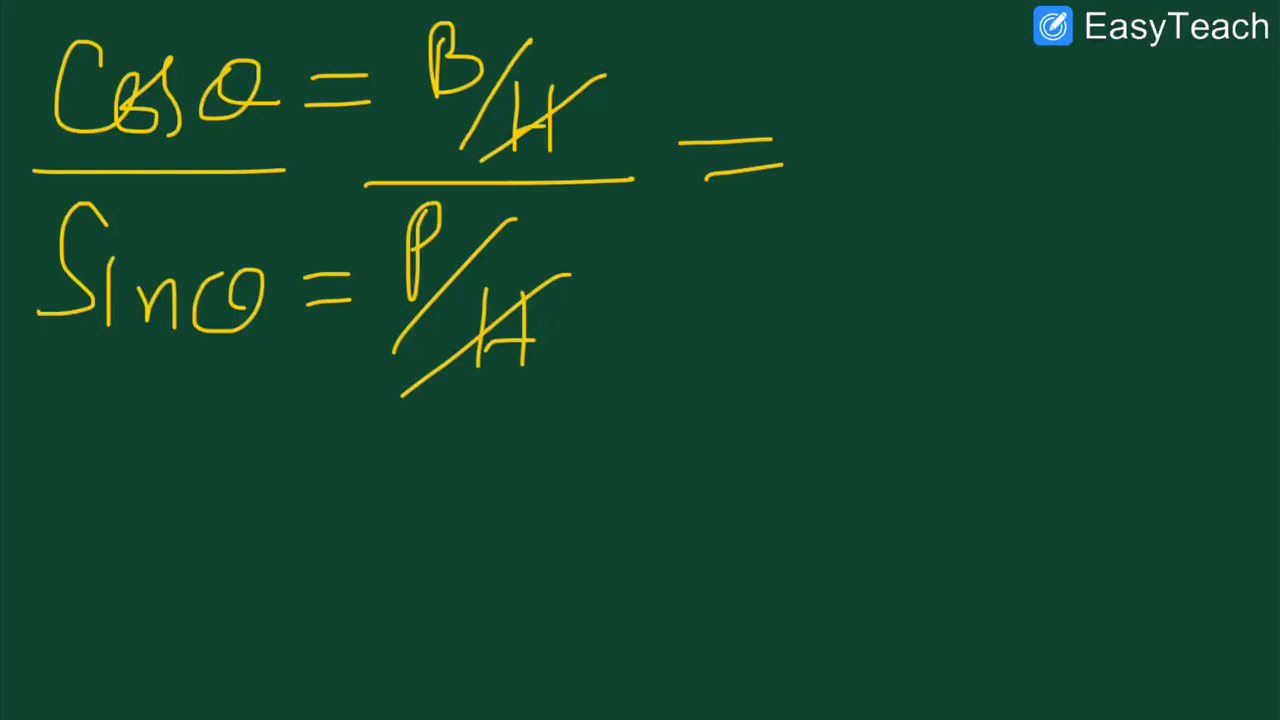 EasyTeach
Cosθ = B/H =
Sinθ = P/H